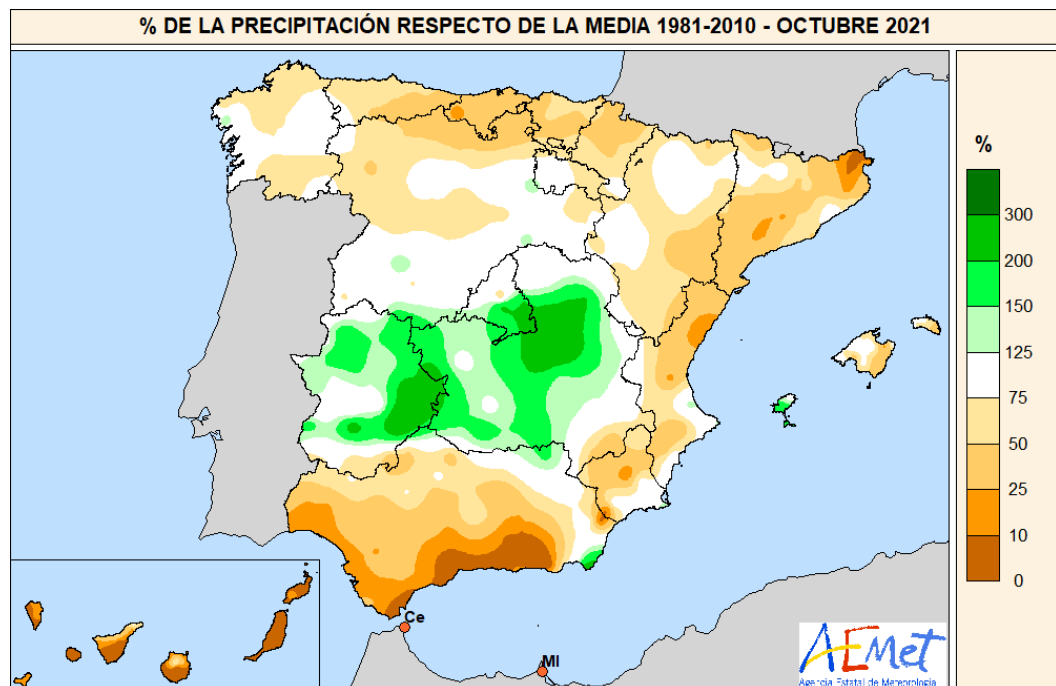 % DE LA PRECIPITACIÓN RESPECTO DE LA MEDIA 1981-2010 - OCTUBRE 2021
%
300
200
150
125
75
50
25
10
0
Ce
Ml
AEMet
Agencia Estatal de Meteorología